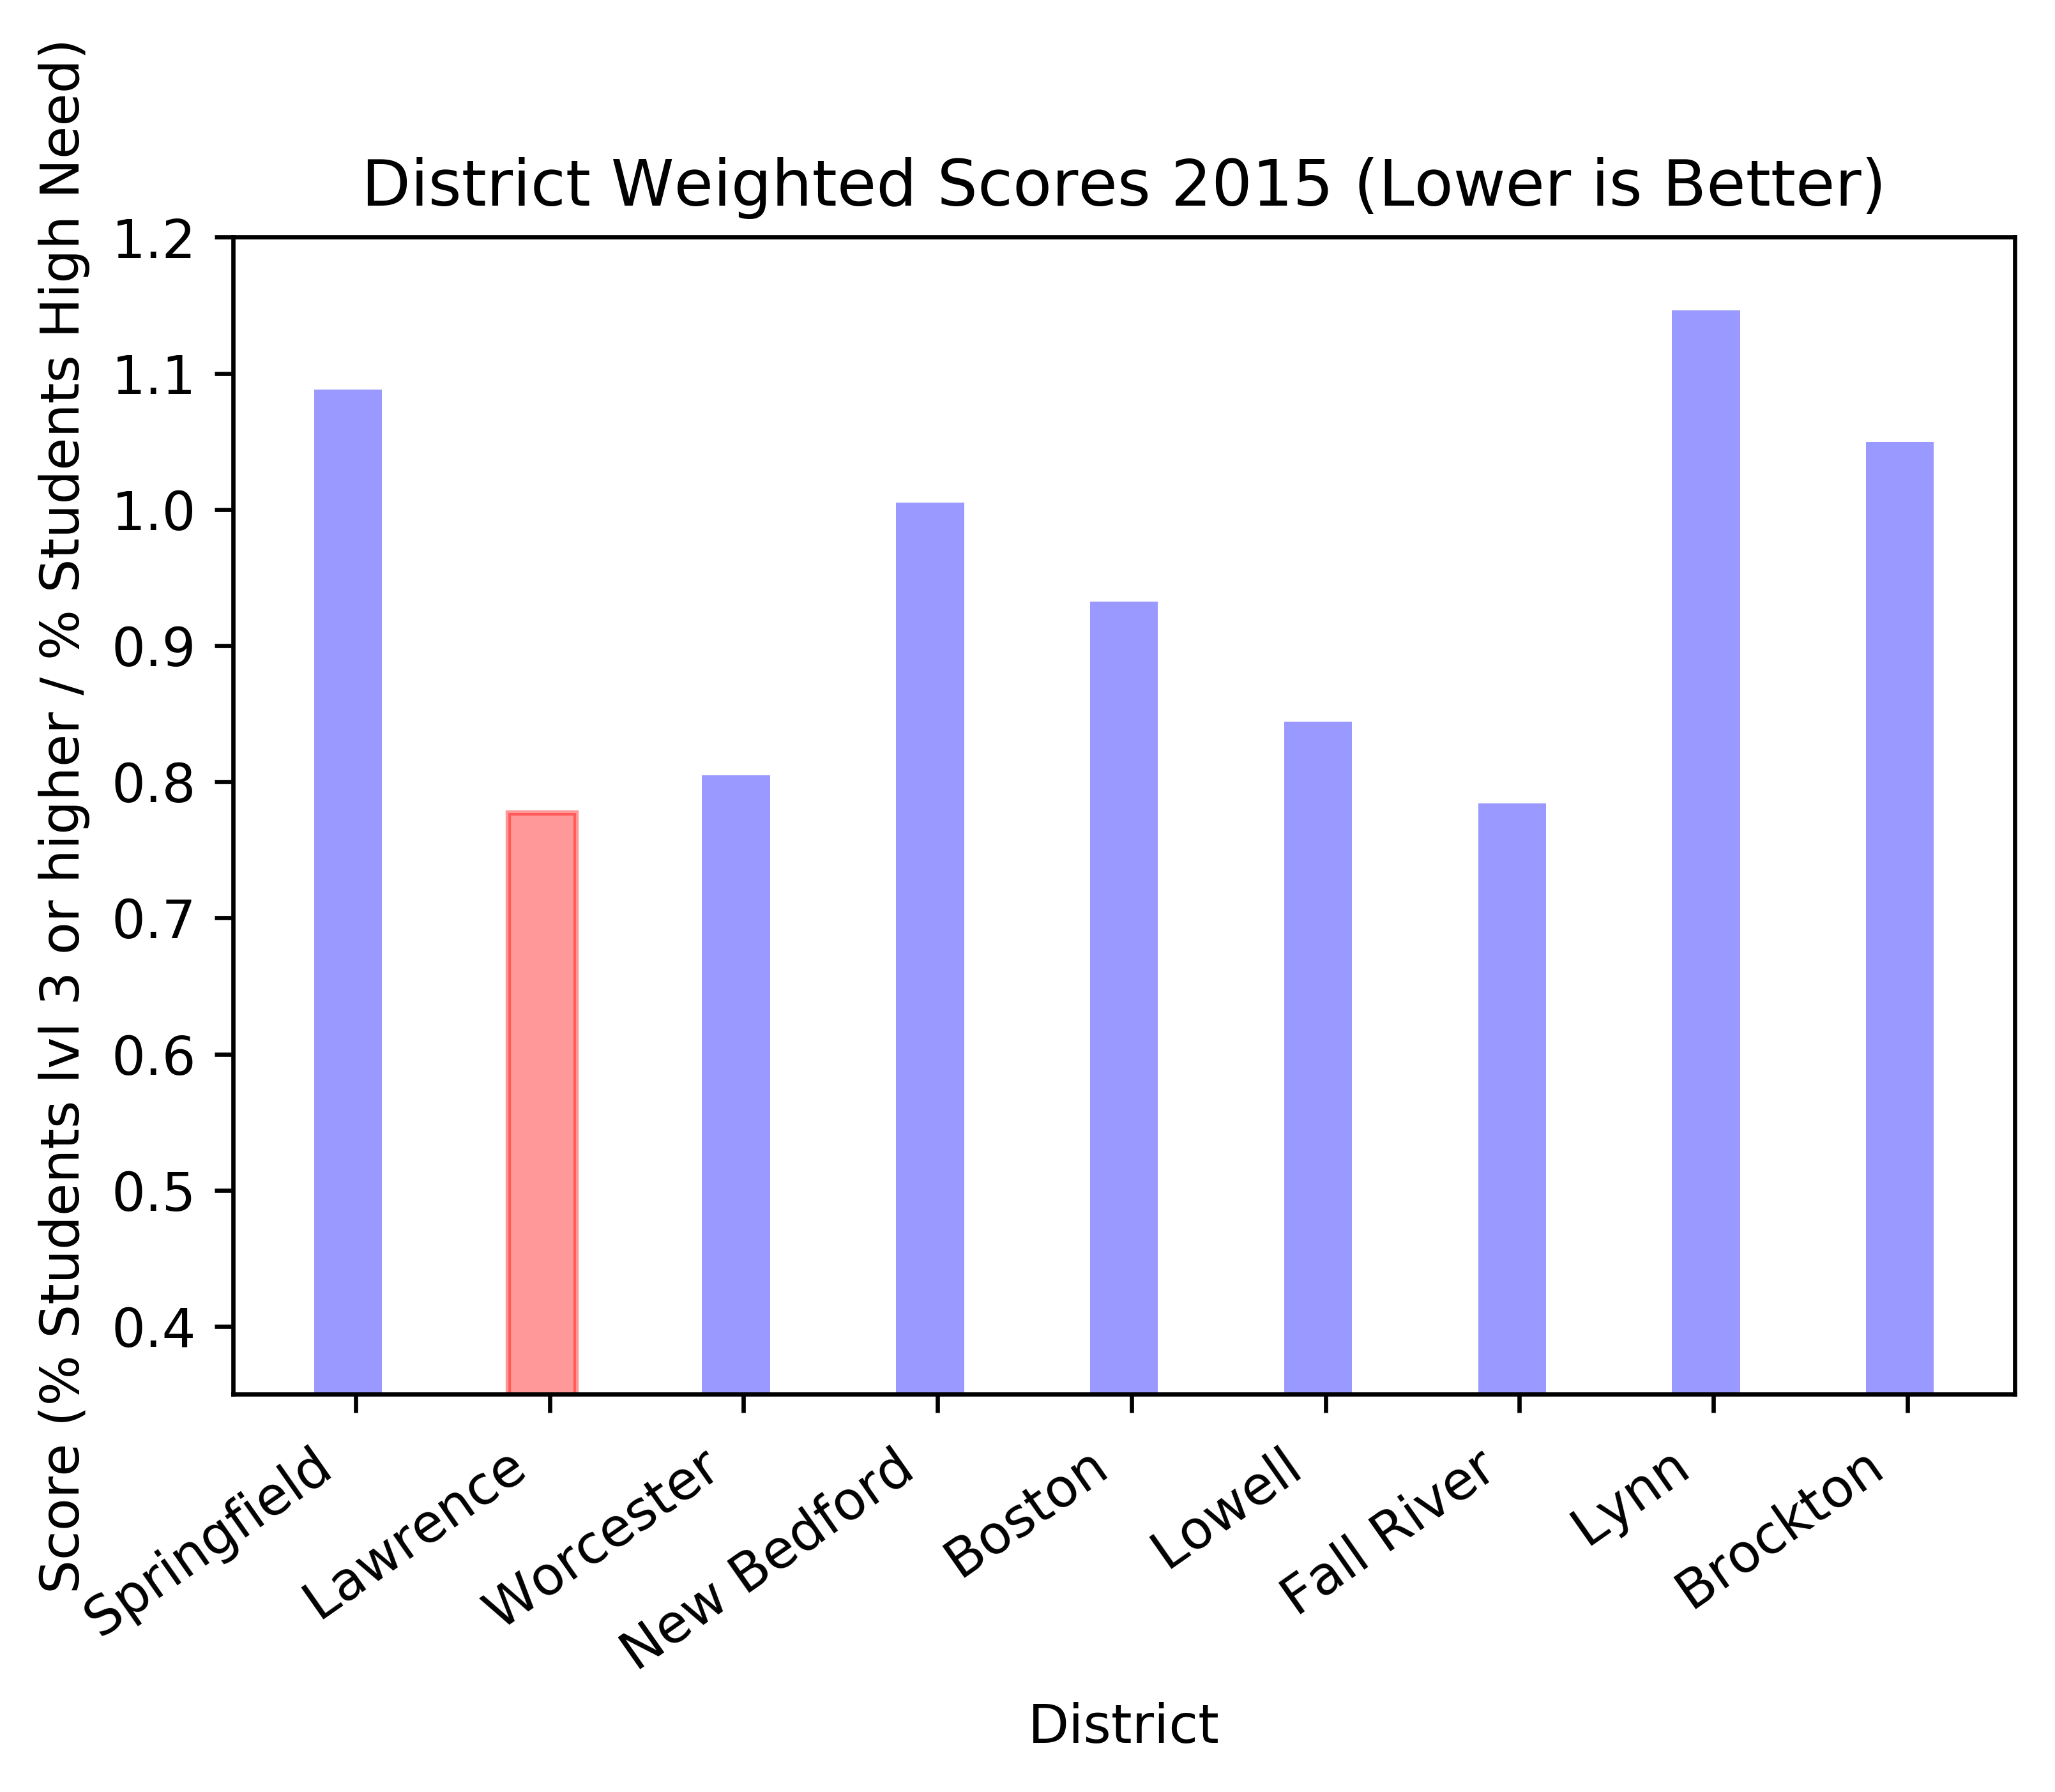 District Weighted Scores 2015 (Lower is Better)
Score (% Students lvl 3 or higher / % Students High Need)
1.2
1.1
1.0
0.9
0.8
0.7
0.6
0.5
0.4
Springfield
Lawrence
Worcester
New Bedford
Boston
Lowell
Fall River
Lynn
Brockton
District